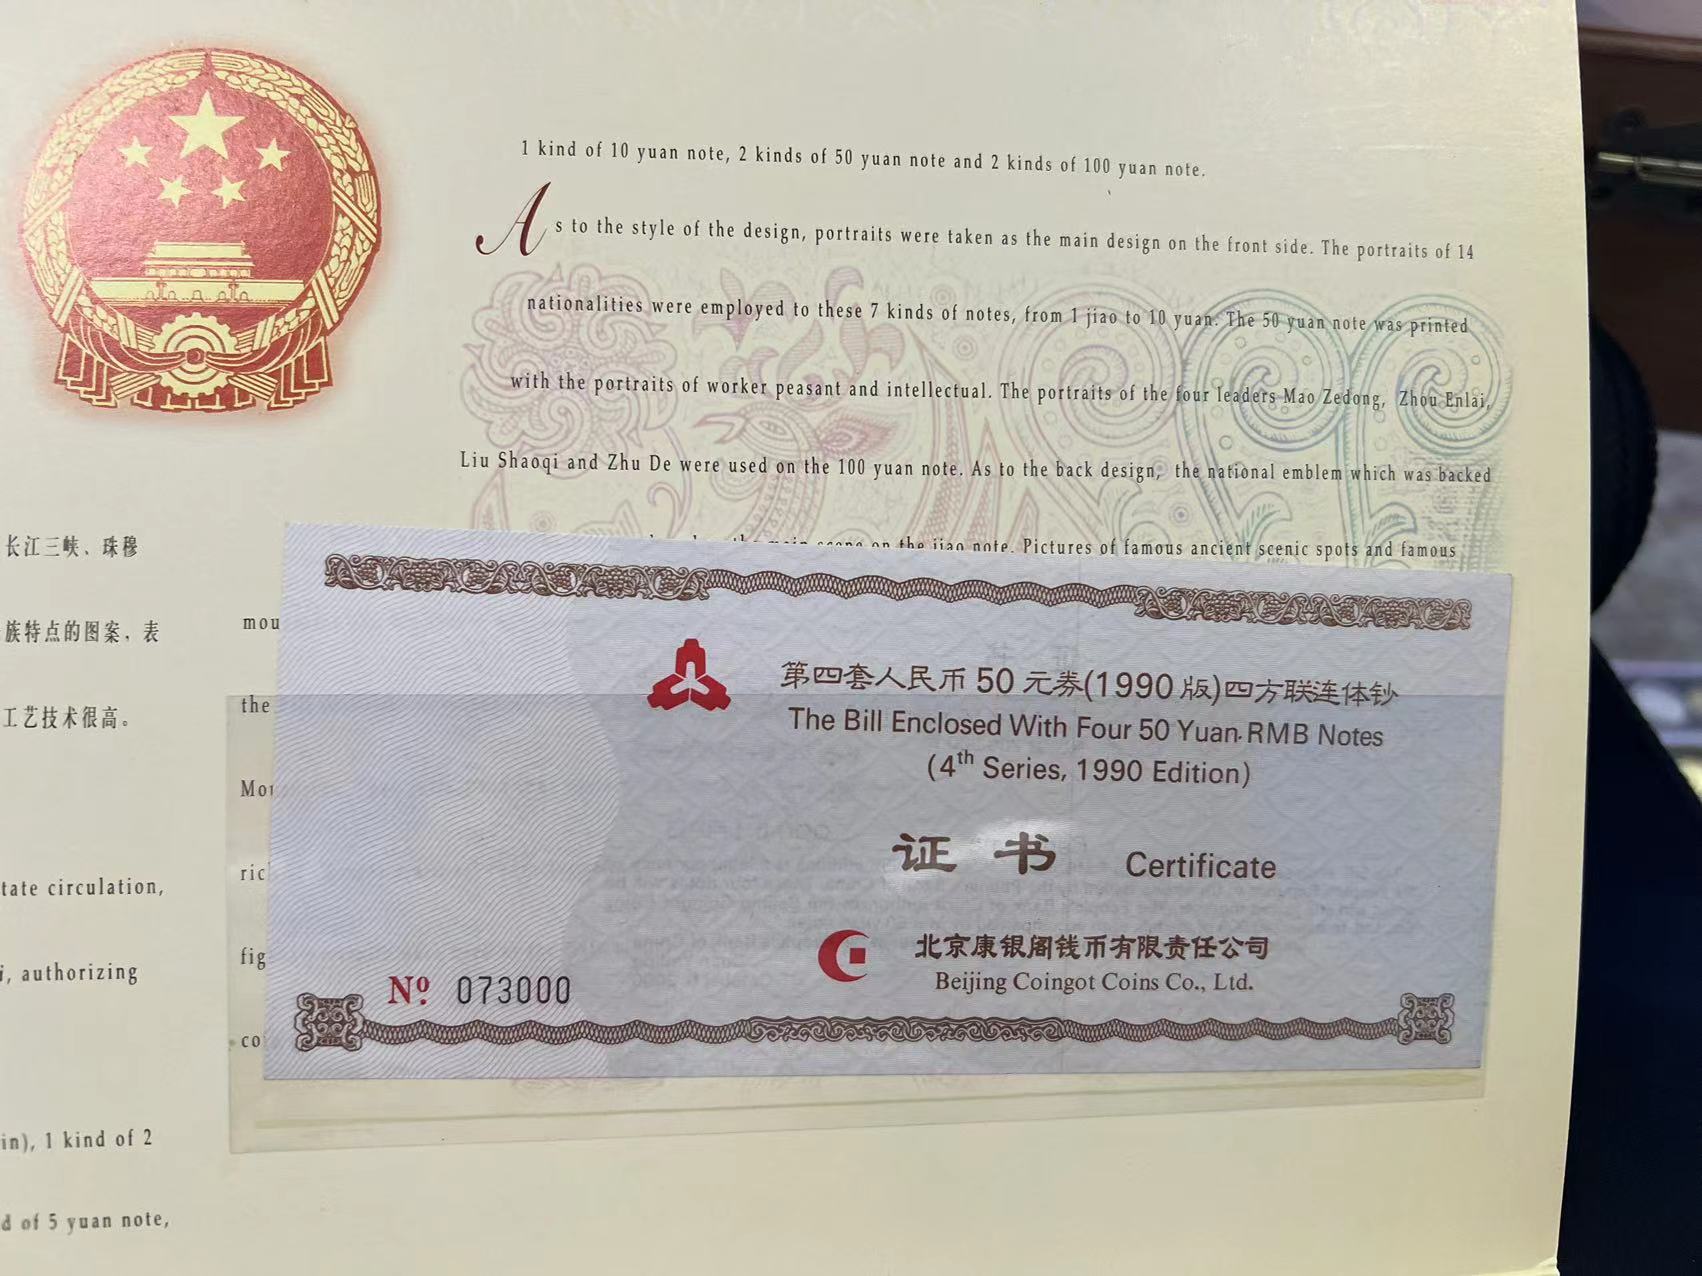 1 kind of 10 yuan note, 2 kinds of 50 yuan note and 2 kinds of 100 yuan note.
As to the style of the design, portraits were taken as the main design on the front side. The portraits of 14
nationalities were employed to these 7 kinds of notes, from 1 jiao to 10 yuan. The 50 yuan note was printed
with the portraits of worker peasant and intellectual. The portraits of the four leaders Mao Zedong, Zhou Enlai,
Liu Shaoqi and Zhu De were used on the 100 yuan note. As to the back design, the national emblem which was backed
on the jiao note. Pictures of famous ancient scenic spots and famous
mou
the
Mou
ric
fig
co
长江三峡、珠穆
族特点的图案，表
工艺技术很高。
tate circulation,
i, authorizing
in), 1 kind of 2
d of 5 yuan note,
第四套人民币50元券(1990版)四方联连体钞
The Bill Enclosed With Four 50 Yuan RMB Notes
(4th Series, 1990 Edition)
证书 Certificate
北京康银阁钱币有限责任公司
Beijing Coingot Coins Co., Ltd.
Nº 073000